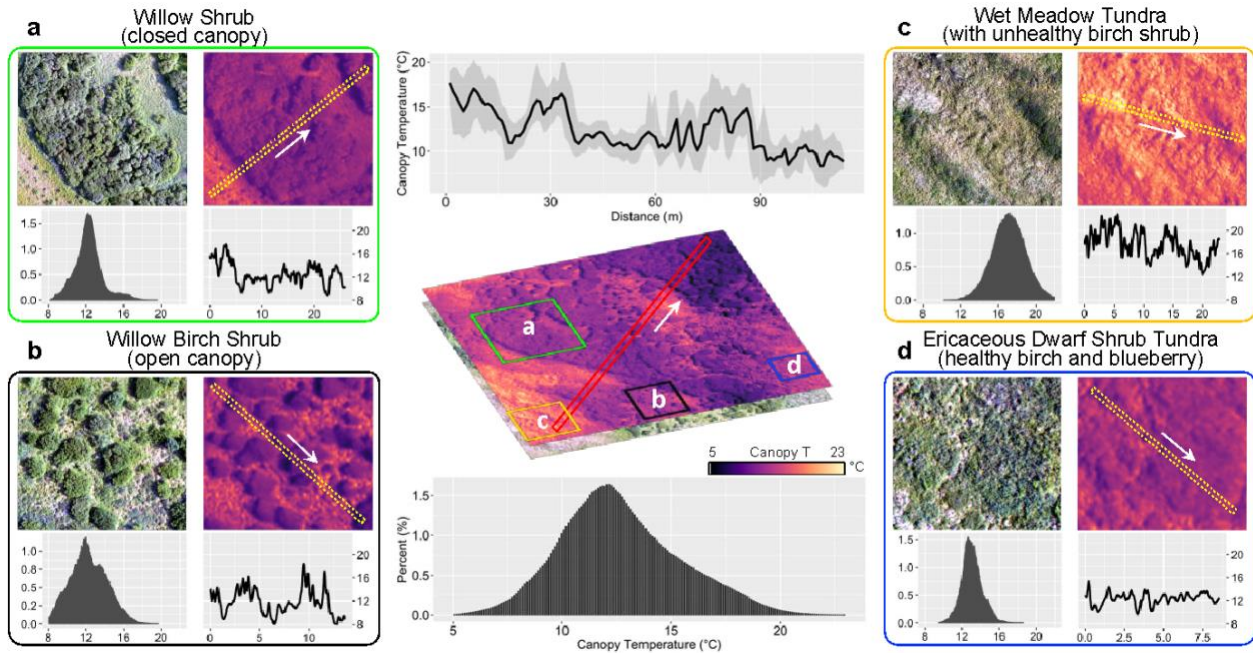 a
Willow Shrub
(closed canopy)
1.5
1.0
0.5
0.0
8 12 16 20
20
16
12
8
0 10 20
b
Willow Birch Shrub
(open canopy)
1.0
0.8
0.5
0.2
0.0
8 12 16 20
20
16
12
8
0 5 10
Canopy Temperature (°C)
20
15
10
0 30 60 90
Distance (m)
a
b
c
d
5 Canopy T 23
°C
Percent (%)
1.5
1.0
0.5
0.0
5 10 15 20
Canopy Temperature (°C)
c
Wet Meadow Tundra
(with unhealthy birch shrub)
1.0
0.5
0.0
8 12 16 20
20
16
12
8
0 5 10 15 20
d
Ericaceous Dwarf Shrub Tundra
(healthy birch and blueberry)
1.5
1.0
0.5
0.0
8 12 16 20
20
16
12
8
0.0 2.5 5.0 7.5